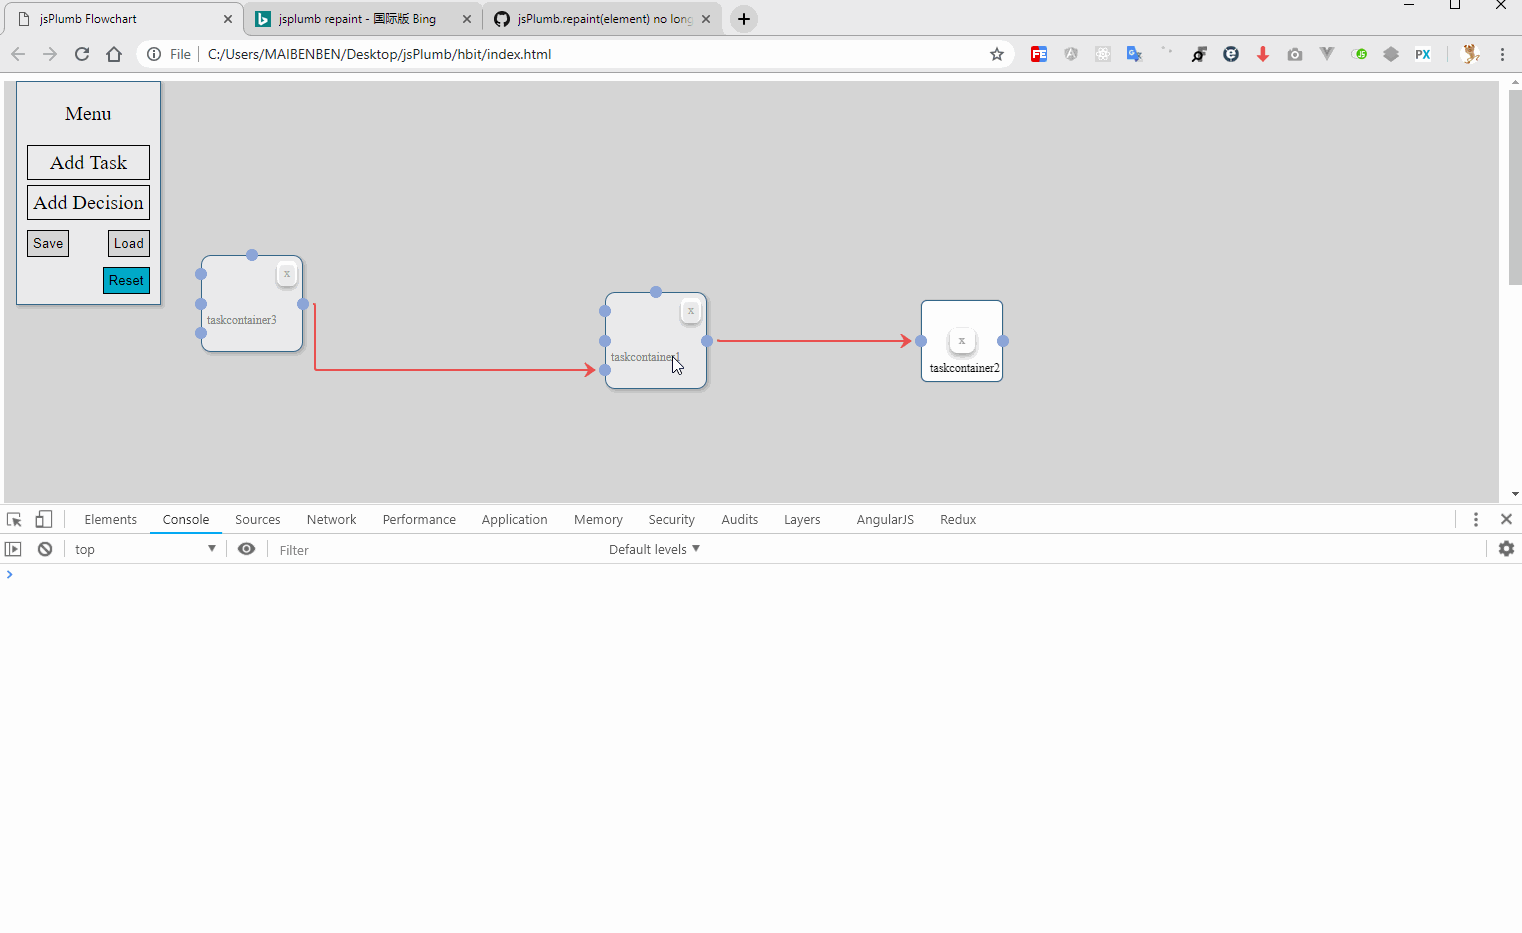 jsPlumb Flowchart
jsplumb repaint - 国际版 Bing
jsPlumb.repaint(element) no long
File
C:/Users/MAIBENBEN/Desktop/jsPlumb/hbit/index.html
FE
JS
PX
Menu
Add Task
Add Decision
Save
Load
Reset
x
taskcontainer3
x
taskcontainer1
x
taskcontainer2
Elements
Console
Sources
Network
Performance
Application
Memory
Security
Audits
Layers
AngularJS
Redux
top
Filter
Default levels